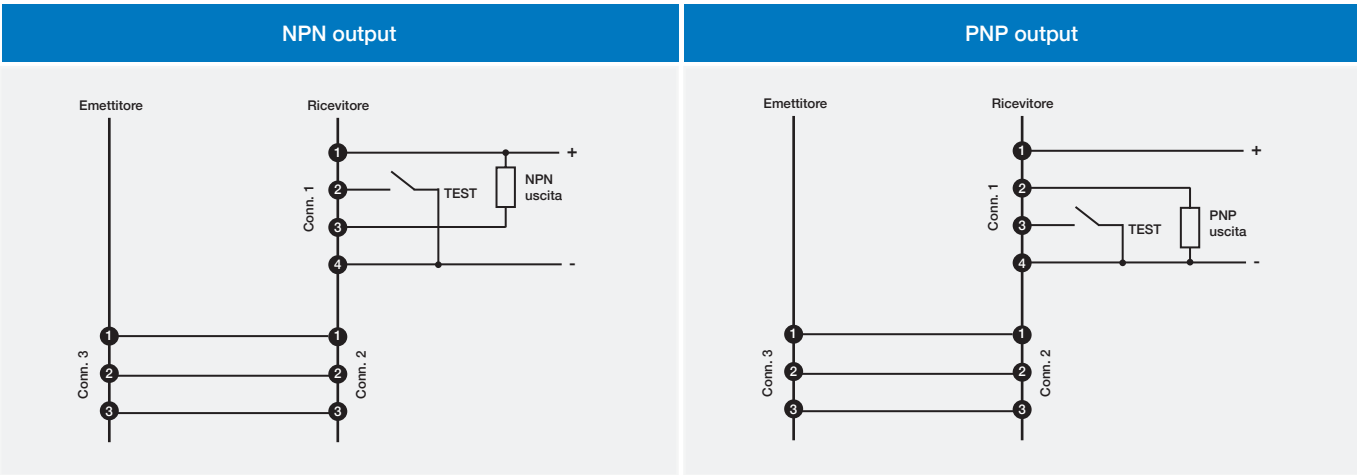 NPN output
Emettitore
Ricevitore
1
+
2
TEST
NPN
uscita
Conn. 1
3
4
-
1
1
Conn. 3
2
2
Conn. 2
3
3
PNP output
Emettitore
Ricevitore
1
+
2
Conn. 1
3
TEST
PNP
uscita
4
-
1
1
Conn. 3
2
2
Conn. 2
3
3